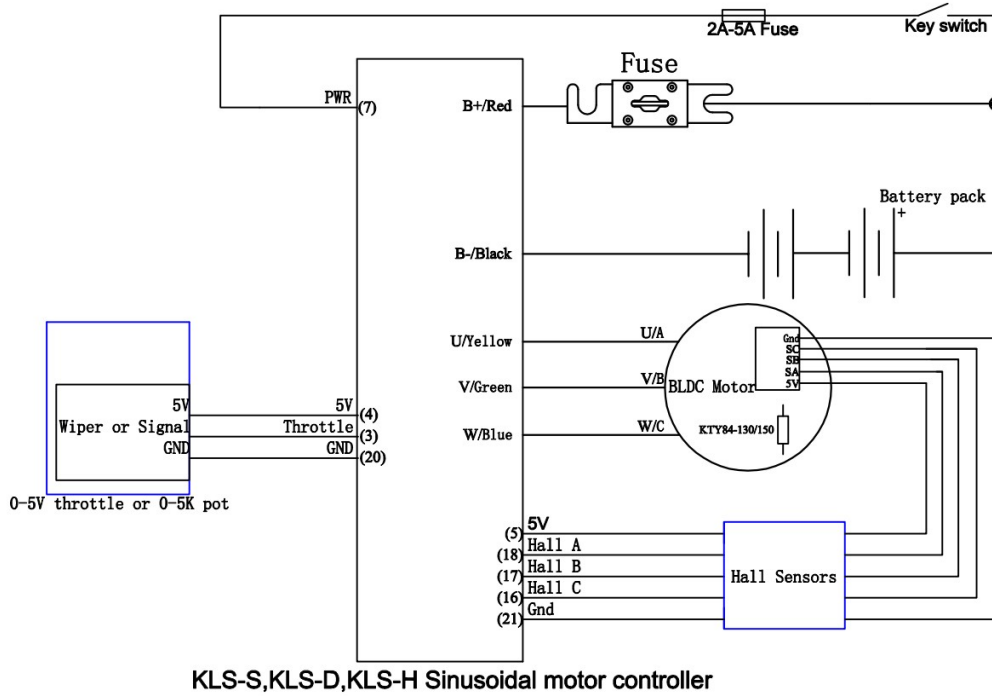 2A-5A Fuse
Key switch
Fuse
PWR
(7)
B+/Red
Battery pack
+
B-/Black
U/Yellow
U/A
Gnd
SC
SB
SA
5V
V/Green
V/B
BLDC Motor
W/Blue
W/C
KTY84-130/150
5V
5V
(4)
Wiper or Signal
Throttle
(3)
GND
GND
(20)
0-5V throttle or 0-5K pot
5V
(5)
Hall A
(18)
Hall B
(17)
Hall C
(16)
Gnd
(21)
Hall Sensors
KLS-S,KLS-D,KLS-H Sinusoidal motor controller